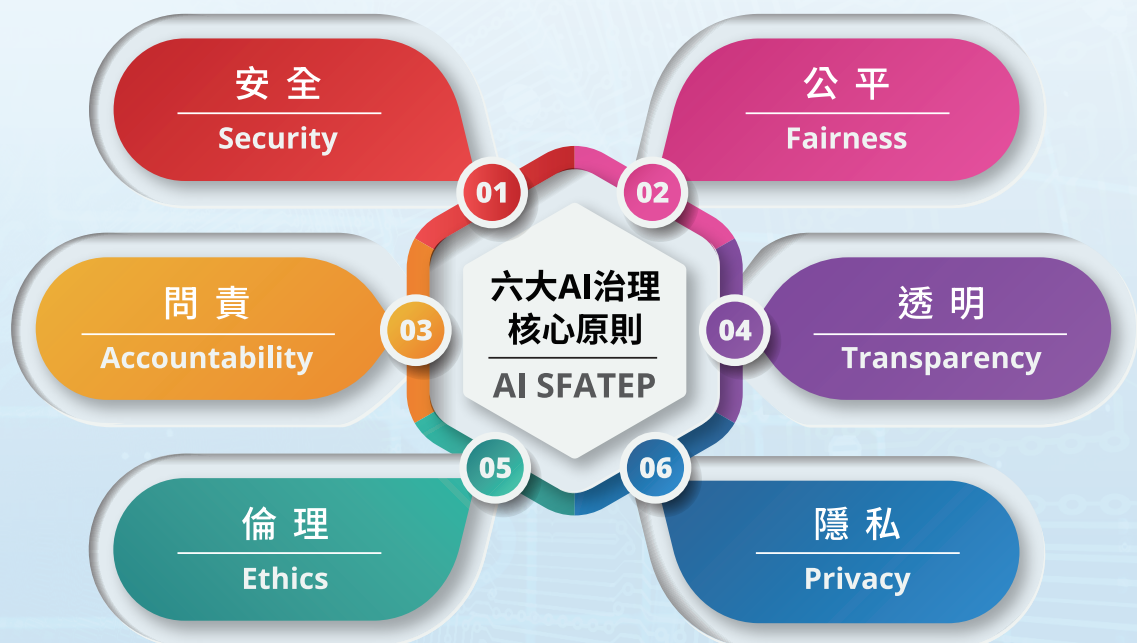 安全
Security
01
公平
Fairness
02
六大AI治理
核心原則
AI SFATEP
問責
Accountability
03
透明
Transparency
04
倫理
Ethics
05
隱私
Privacy
06